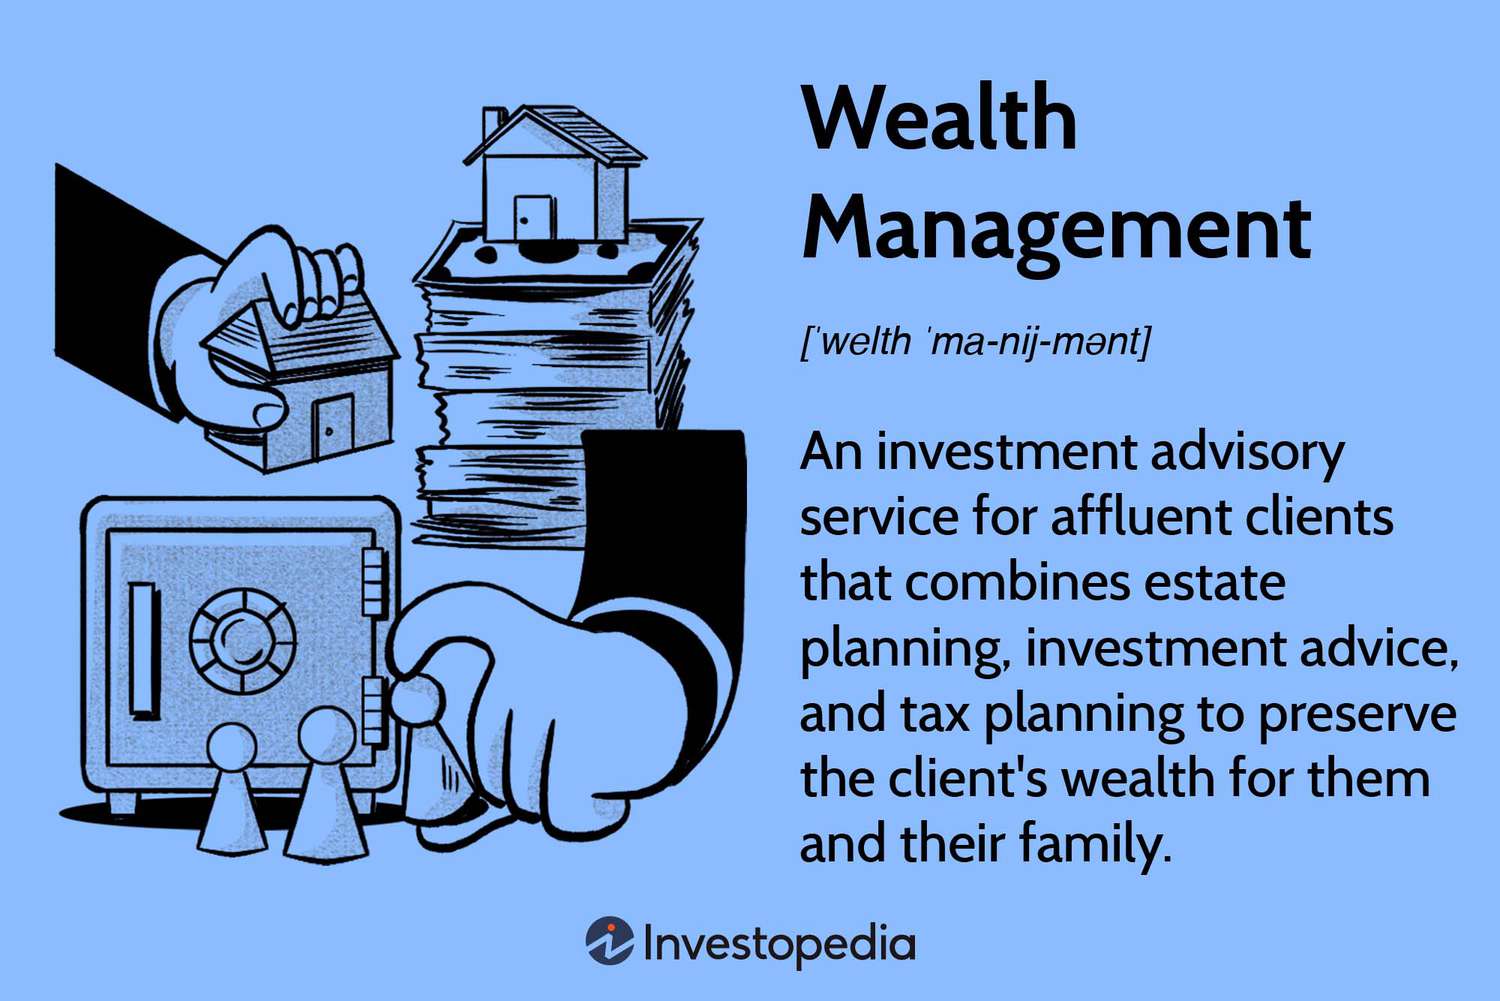 Wealth
Management
[ˈwelth ˈma-nij-mənt]
An investment advisory
service for affluent clients
that combines estate
planning, investment advice,
and tax planning to preserve
the client's wealth for them
and their family.
Investopedia